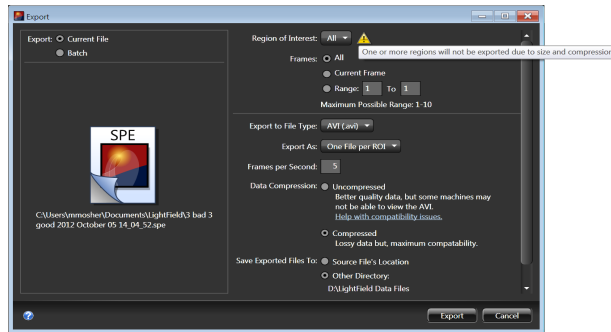 Export
Export: Current File
Batch
SPE
C:\Users\mmosher\Documents\LightField\3 bad 3
good 2012 October 05 14_04_52.spe
Region of Interest: All
One or more regions will not be exported due to size and compression
Frames: All
Current Frame
Range: 1 To 1
Maximum Possible Range: 1-10
Export to File Type: AVI (.avi)
Export As: One File per ROI
Frames per Second: 5
Data Compression: Uncompressed
Better quality data, but some machines may
not be able to view the AVI.
Help with compatibility issues.
Compressed
Lossy data but, maximum compatability.
Save Exported Files To: Source File's Location
Other Directory:
D:\LightField Data Files
Export Cancel